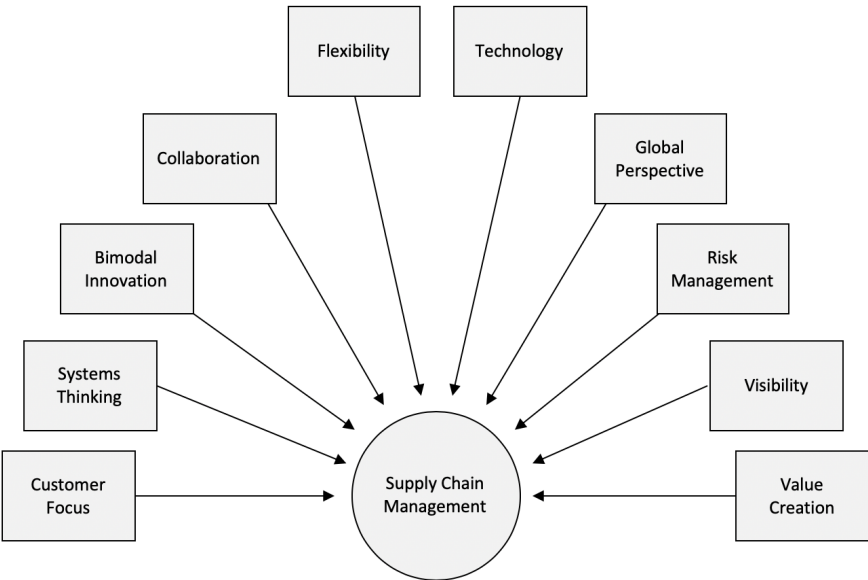 Flexibility
Technology
Collaboration
Global
Perspective
Bimodal
Innovation
Risk
Management
Systems
Thinking
Visibility
Customer
Focus
Supply Chain
Management
Value
Creation